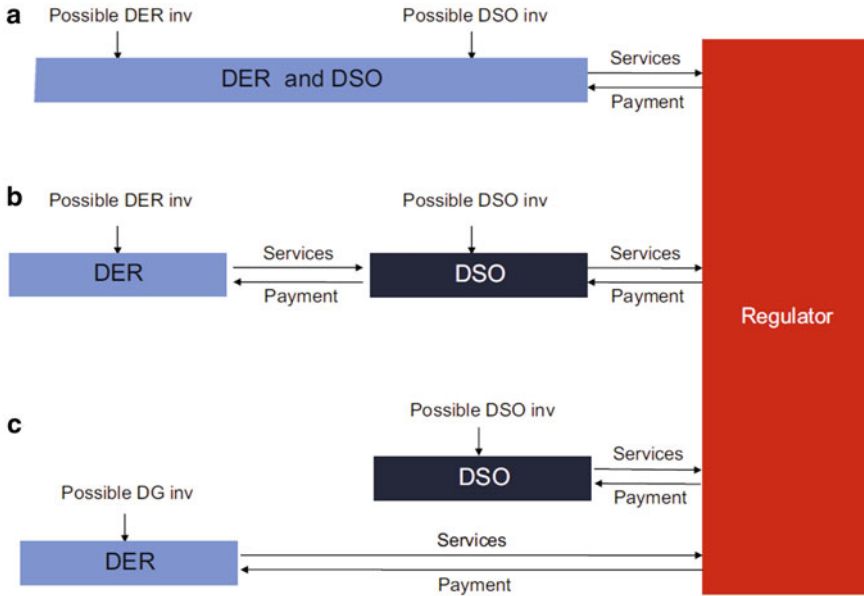 a
Possible DER inv
Possible DSO inv
DER and DSO
Services
Payment
b
Possible DER inv
Possible DSO inv
DER
Services
Payment
DSO
Services
Payment
Regulator
c
Possible DSO inv
DSO
Services
Payment
Possible DG inv
DER
Services
Payment